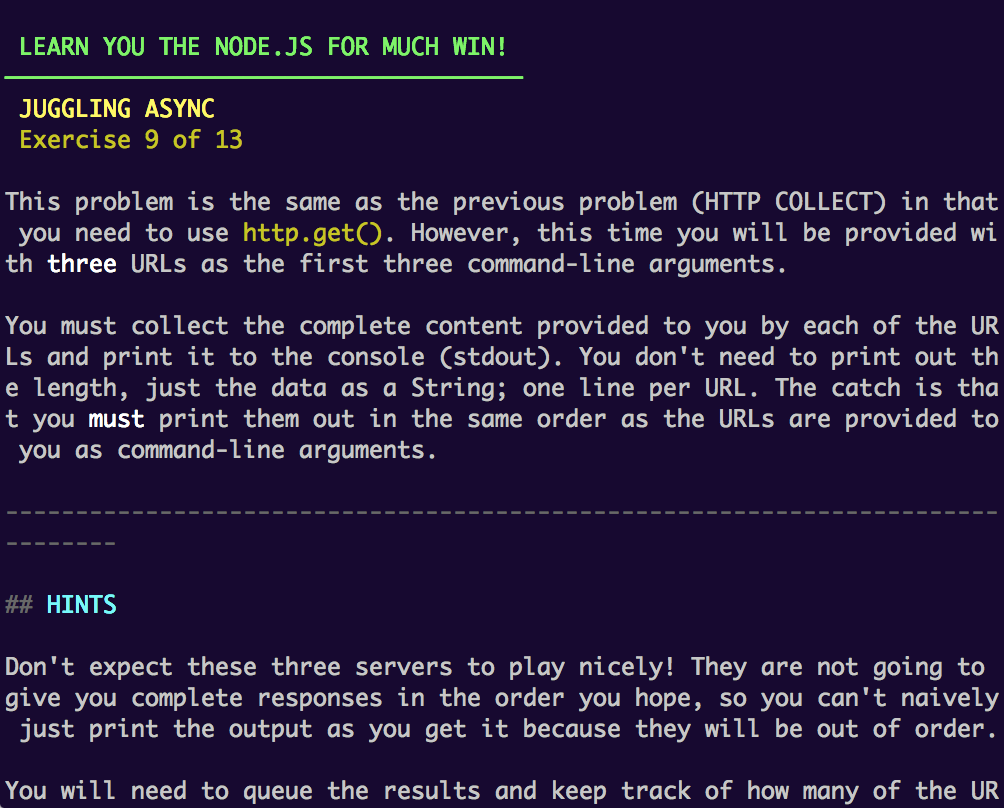 LEARN YOU THE NODE.JS FOR MUCH WIN!
JUGGLING ASYNC
Exercise 9 of 13
This problem is the same as the previous problem (HTTP COLLECT) in that
you need to use http.get(). However, this time you will be provided wi
th three URLs as the first three command-line arguments.
You must collect the complete content provided to you by each of the UR
Ls and print it to the console (stdout). You don't need to print out th
e length, just the data as a String; one line per URL. The catch is tha
t you must print them out in the same order as the URLs are provided to
you as command-line arguments.
-----------------------------------------------------------------------
--------
## HINTS
Don't expect these three servers to play nicely! They are not going to
give you complete responses in the order you hope, so you can't naively
just print the output as you get it because they will be out of order.
You will need to queue the results and keep track of how many of the UR